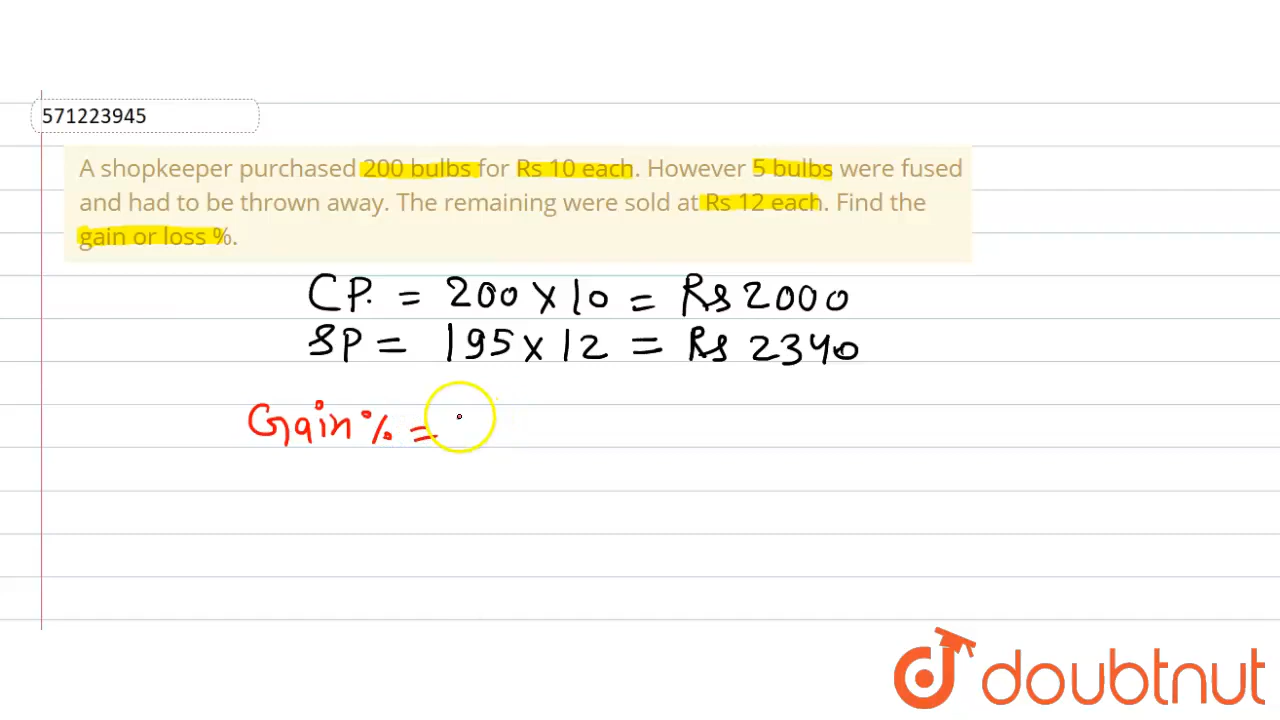 571223945
A shopkeeper purchased 200 bulbs for Rs 10 each. However 5 bulbs were fused
and had to be thrown away. The remaining were sold at Rs 12 each. Find the
gain or loss %.
CP. = 200 X 10 = Rs 2000
SP = 195 X 12 = Rs 2340
Gain % =
doubtnut